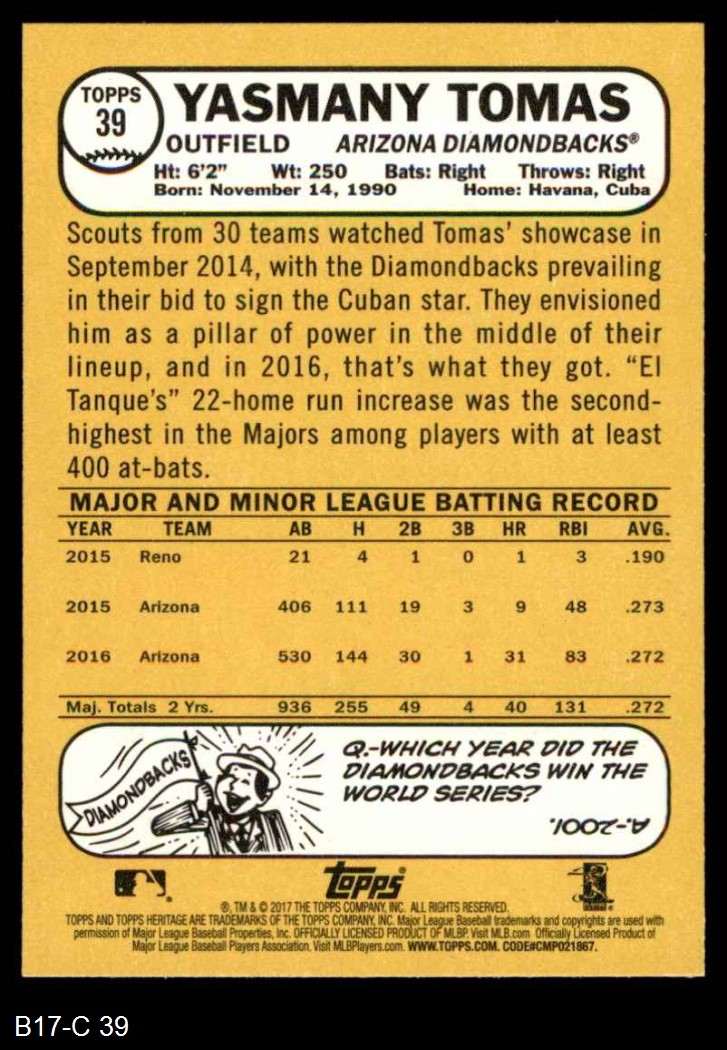 TOPPS
39
YASMANY TOMAS
OUTFIELD ARIZONA DIAMONDBACKS®
Ht: 6'2" Wt: 250 Bats: Right Throws: Right
Born: November 14, 1990 Home: Havana, Cuba
Scouts from 30 teams watched Tomas' showcase in
September 2014, with the Diamondbacks prevailing
in their bid to sign the Cuban star. They envisioned
him as a pillar of power in the middle of their
lineup, and in 2016, that's what they got. “El
Tanque's” 22-home run increase was the second-
highest in the Majors among players with at least
400 at-bats.
MAJOR AND MINOR LEAGUE BATTING RECORD
YEAR TEAM AB H 2B 3B HR RBI AVG.
2015 Reno 21 4 1 0 1 3 .190
2015 Arizona 406 111 19 3 9 48 .273
2016 Arizona 530 144 30 1 31 83 .272
Maj. Totals 2 Yrs. 936 255 49 4 40 131 .272
DIAMONDBACKS
Q.-WHICH YEAR DID THE
DIAMONDBACKS WIN THE
WORLD SERIES?
A.-2001.
Topps®
®, TM & © 2017 THE TOPPS COMPANY, INC. ALL RIGHTS RESERVED.
TOPPS AND TOPPS HERITAGE ARE TRADEMARKS OF THE TOPPS COMPANY, INC. Major League Baseball trademarks and copyrights are used with
permission of Major League Baseball Properties, Inc. OFFICIALLY LICENSED PRODUCT OF MLBP. Visit MLB.com Officially Licensed Product of
Major League Baseball Players Association. Visit MLBPlayers.com. WWW.TOPPS.COM. CODE#CMP021867.
B17-C 39